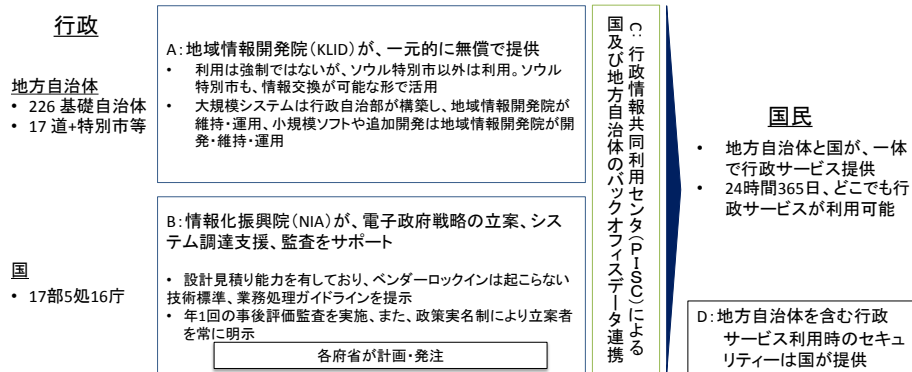 行政
地方自治体
• 226 基礎自治体
• 17 道+特別市等
国
• 17部5処16庁
A：地域情報開発院（KLID）が、一元的に無償で提供
• 利用は強制ではないが、ソウル特別市以外は利用。ソウル
特別市も、情報交換が可能な形で活用
• 大規模システムは行政自治部が構築し、地域情報開発院が
維持・運用、小規模ソフトや追加開発は地域情報開発院が開
発・維持・運用
B：情報化振興院（NIA）が、電子政府戦略の立案、シス
テム調達支援、監査をサポート
• 設計見積り能力を有しており、ベンダーロックインは起こらない
技術標準、業務処理ガイドラインを提示
• 年1回の事後評価監査を実施、また、政策実名制により立案者
を常に明示
各府省が計画・発注
C：行政情報共同利用センタ（PISC）による
国及び地方自治体のバックオフィスデータ連携
国民
• 地方自治体と国が、一体
で行政サービス提供
• 24時間365日、どこでも行
政サービスが利用可能
D：地方自治体を含む行政
サービス利用時のセキュ
リティーは国が提供